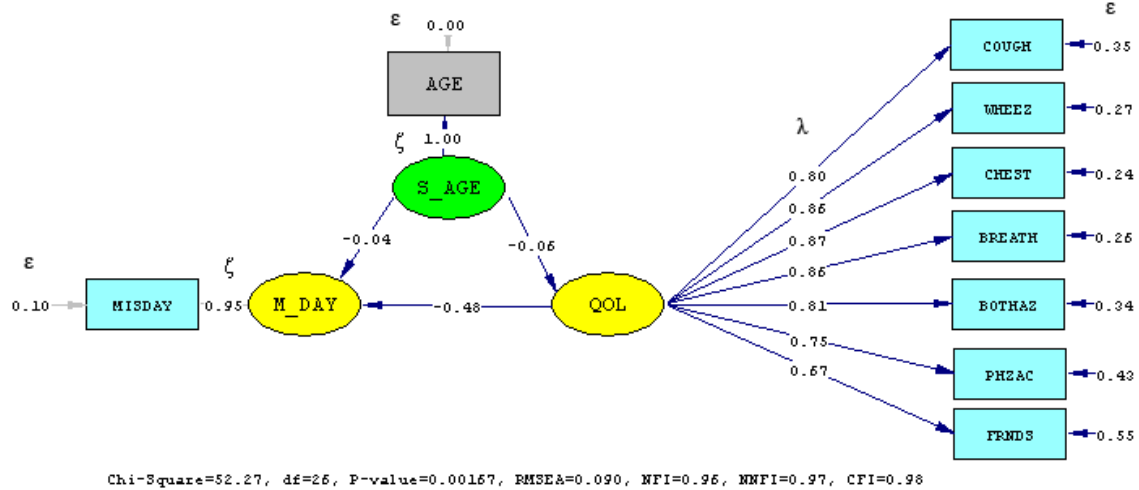 ε
0.00
AGE
ζ
1.00
S_AGE
-0.04
-0.06
ε
0.10
MISDAY
ζ
0.95
M_DAY
-0.48
QOL
λ
0.80
0.86
0.87
0.86
0.81
0.75
0.67
ε
COUGH 0.35
WHEEZ 0.27
CHEST 0.24
BREATH 0.26
BOTHAZ 0.34
PHZAC 0.43
FRNDS 0.55
Chi-Square=52.27, df=26, P-value=0.00167, RMSEA=0.090, NFI=0.96, NNFI=0.97, CFI=0.98